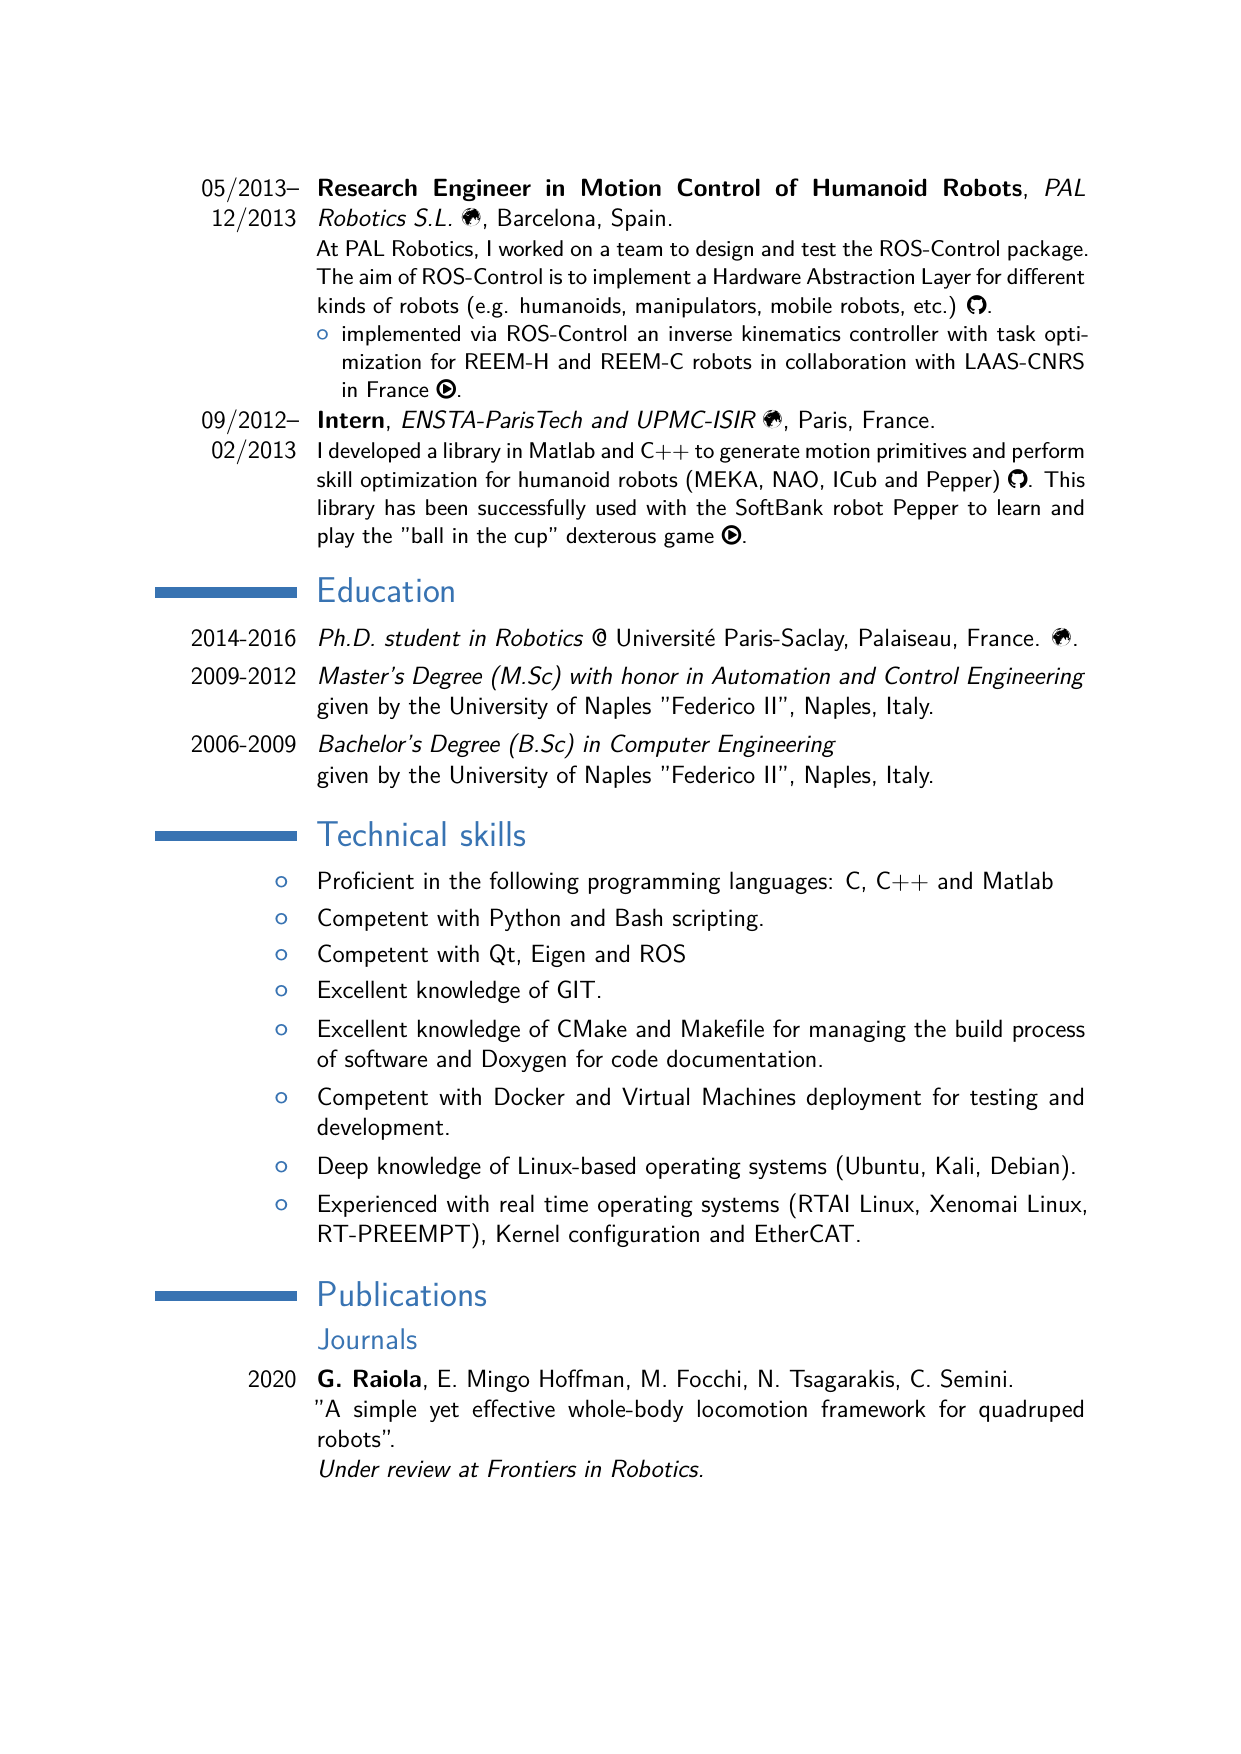 05/2013– Research Engineer in Motion Control of Humanoid Robots, PAL
12/2013 Robotics S.L. , Barcelona, Spain.
At PAL Robotics, I worked on a team to design and test the ROS-Control package.
The aim of ROS-Control is to implement a Hardware Abstraction Layer for different
kinds of robots (e.g. humanoids, manipulators, mobile robots, etc.) .
implemented via ROS-Control an inverse kinematics controller with task opti-
mization for REEM-H and REEM-C robots in collaboration with LAAS-CNRS
in France .
09/2012– Intern, ENSTA-ParisTech and UPMC-ISIR , Paris, France.
02/2013 I developed a library in Matlab and C++ to generate motion primitives and perform
skill optimization for humanoid robots (MEKA, NAO, ICub and Pepper) . This
library has been successfully used with the SoftBank robot Pepper to learn and
play the ”ball in the cup” dexterous game .
Education
2014-2016 Ph.D. student in Robotics @ Université Paris-Saclay, Palaiseau, France. .
2009-2012 Master's Degree (M.Sc) with honor in Automation and Control Engineering
given by the University of Naples ”Federico II”, Naples, Italy.
2006-2009 Bachelor's Degree (B.Sc) in Computer Engineering
given by the University of Naples ”Federico II”, Naples, Italy.
Technical skills
Proficient in the following programming languages: C, C++ and Matlab
Competent with Python and Bash scripting.
Competent with Qt, Eigen and ROS
Excellent knowledge of GIT.
Excellent knowledge of CMake and Makefile for managing the build process
of software and Doxygen for code documentation.
Competent with Docker and Virtual Machines deployment for testing and
development.
Deep knowledge of Linux-based operating systems (Ubuntu, Kali, Debian).
Experienced with real time operating systems (RTAI Linux, Xenomai Linux,
RT-PREEMPT), Kernel configuration and EtherCAT.
Publications
Journals
2020 G. Raiola, E. Mingo Hoffman, M. Focchi, N. Tsagarakis, C. Semini.
”A simple yet effective whole-body locomotion framework for quadruped
robots”.
Under review at Frontiers in Robotics.